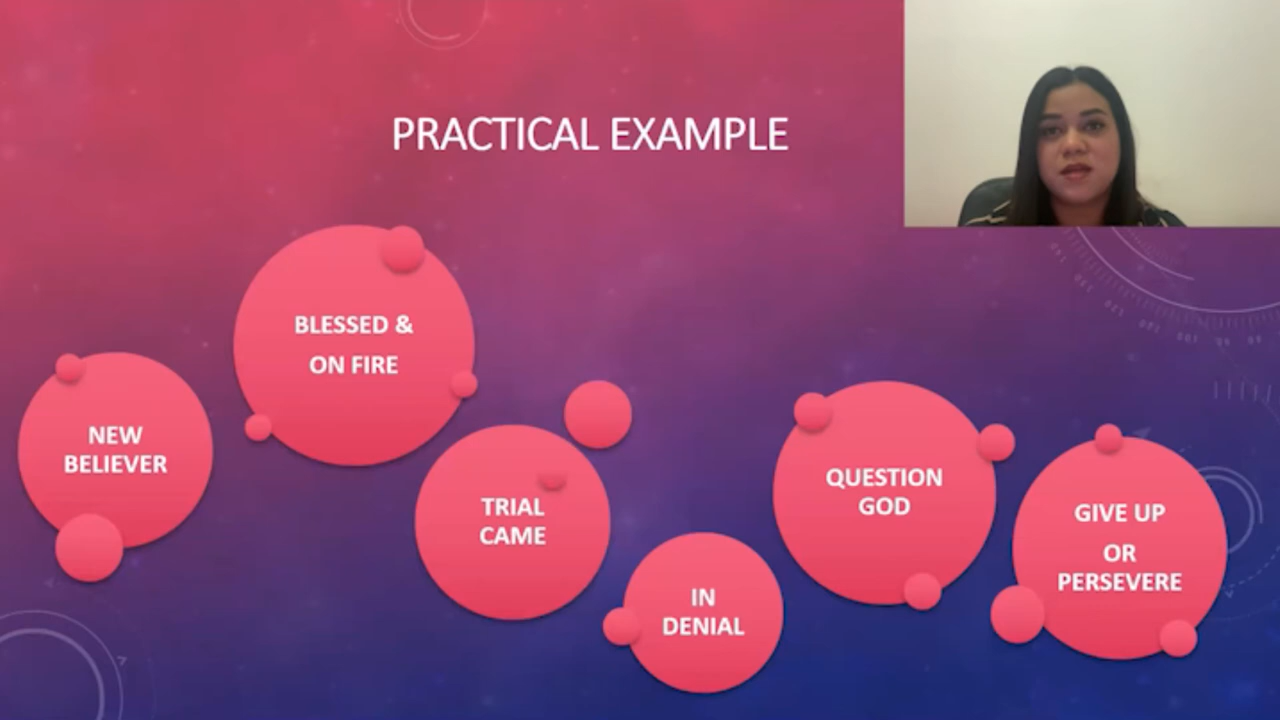 PRACTICAL EXAMPLE
NEW
BELIEVER
BLESSED &
ON FIRE
TRIAL
CAME
IN
DENIAL
QUESTION
GOD
GIVE UP
OR
PERSEVERE